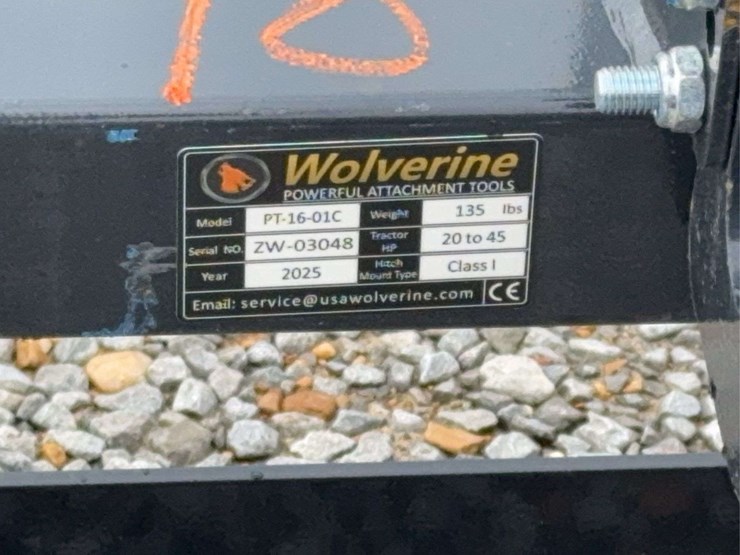 18
Wolverine
POWERFUL ATTACHMENT TOOLS
Model PT-16-01C Weight 135 lbs
Serial NO. ZW-03048 Tractor HP 20 to 45
Year 2025 Hitch Mount Type Class I
Email: service@usawolverine.com CE